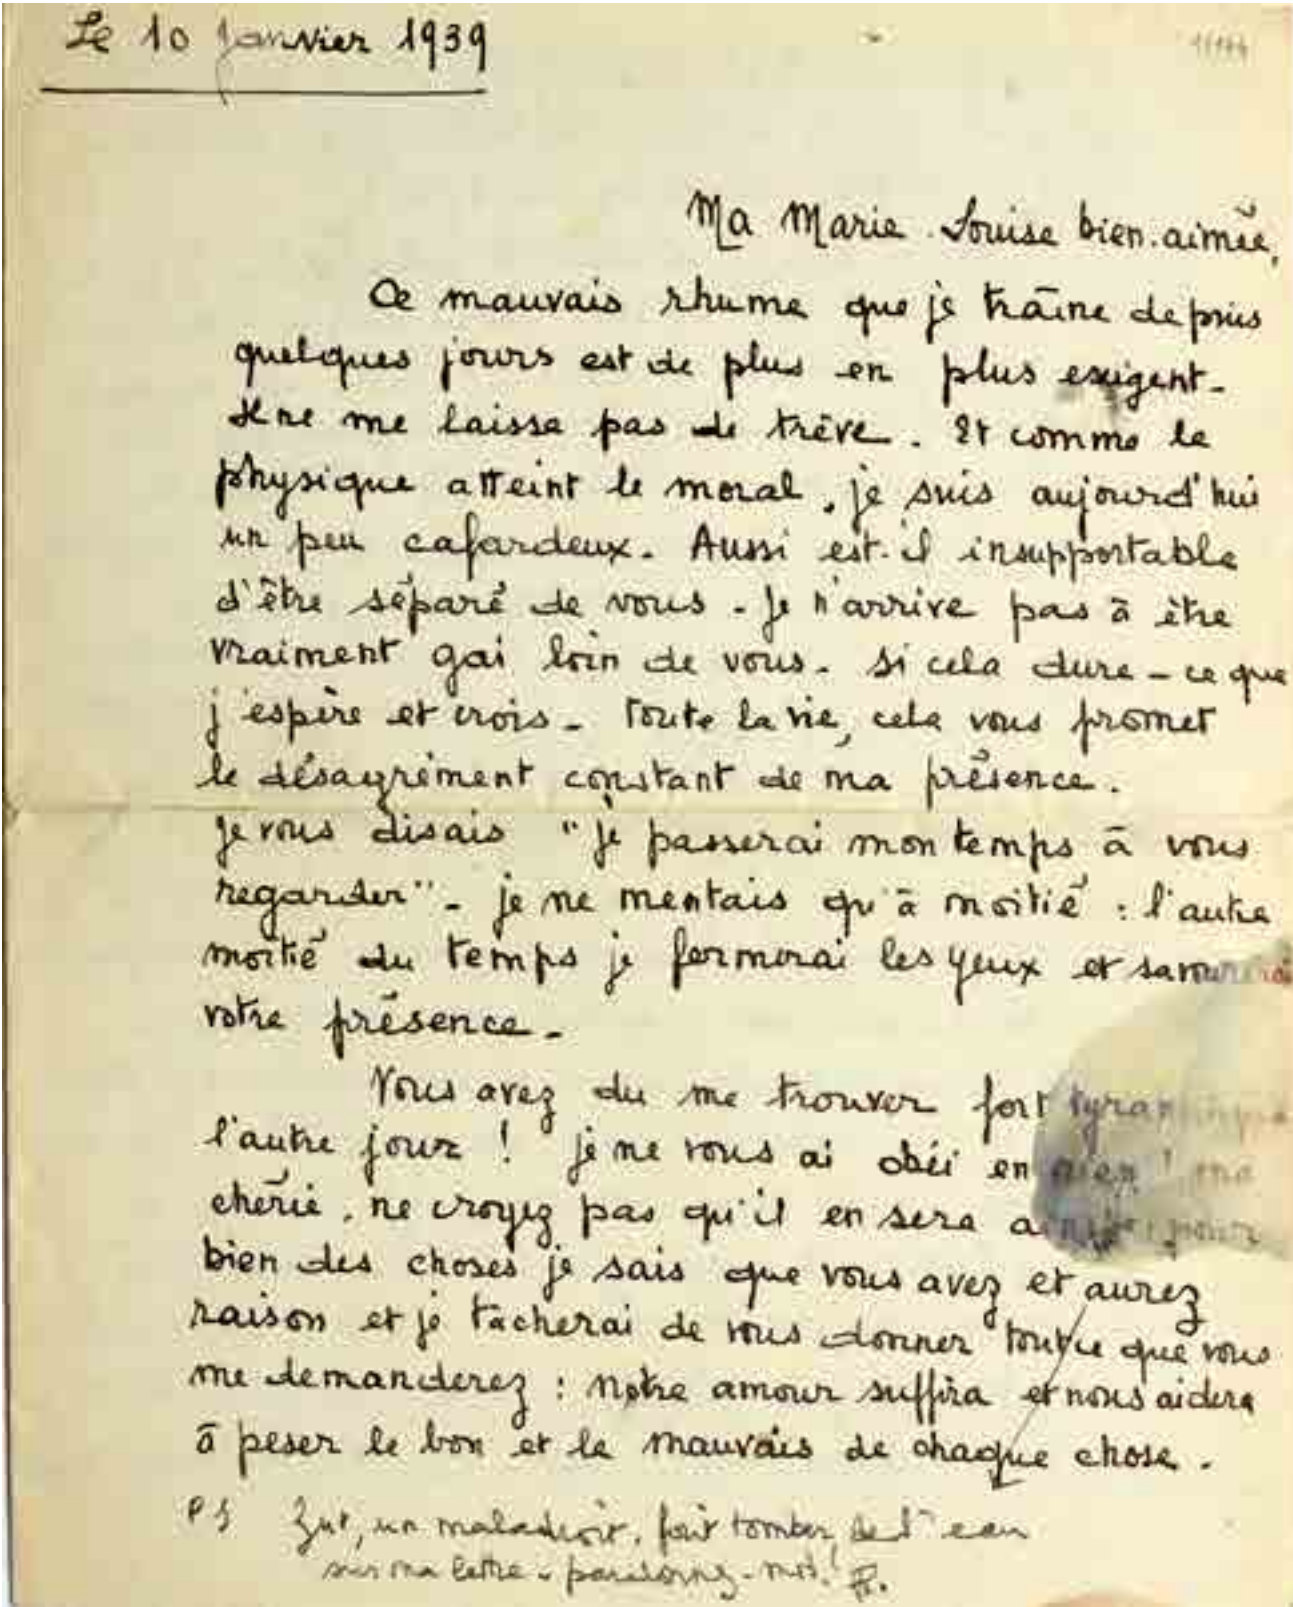 Le 10 Janvier 1939
Ma Marie-Louise bien-aimée,
Ce mauvais rhume que je traîne depuis
quelques jours est de plus en plus exigent-
Il ne me laisse pas de trêve. Et comme le
physique atteint le moral, je suis aujourd'hui
un peu cafardeux. Aussi est-il insupportable
d'être séparé de vous - je n'arrive pas à être
vraiment gai loin de vous. Si cela dure - ce que
j'espère et crois - toute la vie, cela vous promet
le désagrément constant de ma présence.
Je vous disais "je passerai mon temps à vous
regarder" - je ne mentais qu'à moitié : l'autre
moitié du temps je fermerai les yeux et savourerai
votre présence -
Vous avez du me trouver fort tyrannique
l'autre jour ! je ne vous ai obéi en rien ! ma
chérie, ne croyez pas qu'il en sera ainsi : pour
bien des choses je sais que vous avez et aurez
raison et je tacherai de vous donner tout ce que vous
me demanderez : notre amour suffira et nous aidera
à peser le bon et le mauvais de chaque chose.
PS Zut, un maladroit, fait tomber de l'eau
sur ma lettre - pardonnez-moi !